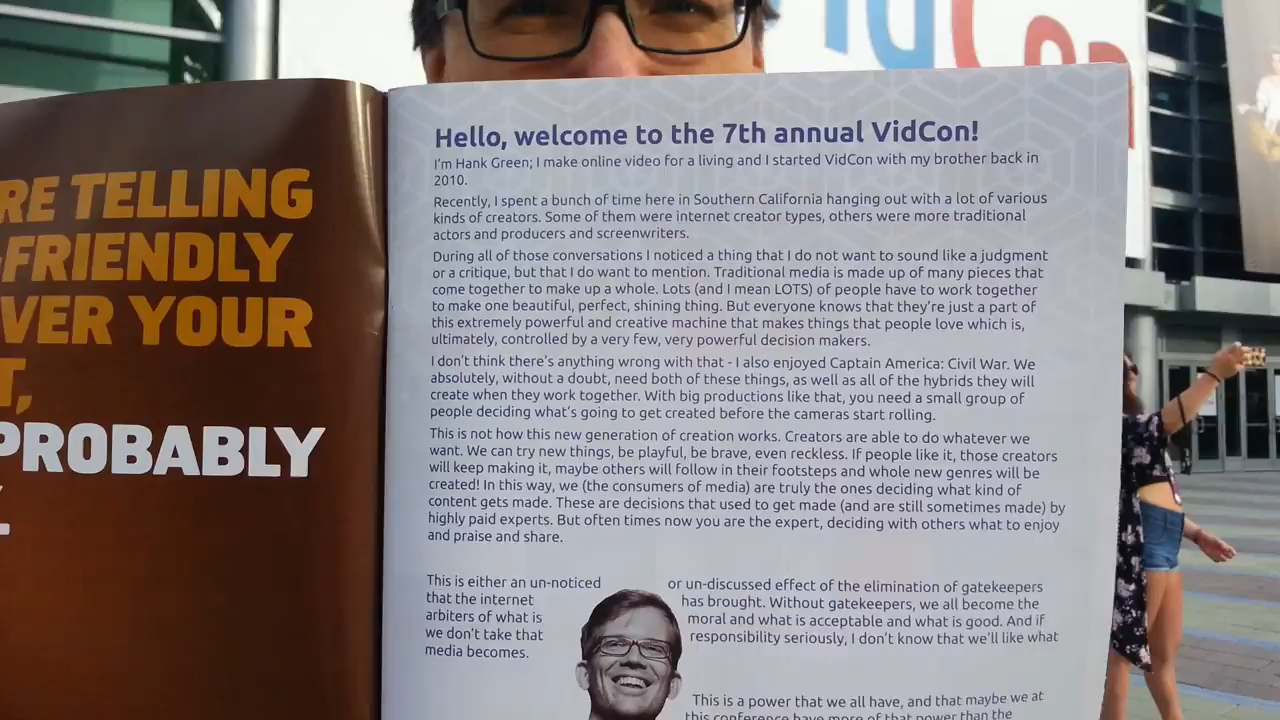 RE TELLING
-FRIENDLY
VER YOUR
T,
PROBABLY
Hello, welcome to the 7th annual VidCon!
I'm Hank Green; I make online video for a living and I started VidCon with my brother back in
2010.
Recently, I spent a bunch of time here in Southern California hanging out with a lot of various
kinds of creators. Some of them were internet creator types, others were more traditional
actors and producers and screenwriters.
During all of those conversations I noticed a thing that I do not want to sound like a judgment
or a critique, but that I do want to mention. Traditional media is made up of many pieces that
come together to make up a whole. Lots (and I mean LOTS) of people have to work together
to make one beautiful, perfect, shining thing. But everyone knows that they're just a part of
this extremely powerful and creative machine that makes things that people love which is,
ultimately, controlled by a very few, very powerful decision makers.
I don't think there's anything wrong with that - I also enjoyed Captain America: Civil War. We
absolutely, without a doubt, need both of these things, as well as all of the hybrids they will
create when they work together. With big productions like that, you need a small group of
people deciding what's going to get created before the cameras start rolling.
This is not how this new generation of creation works. Creators are able to do whatever we
want. We can try new things, be playful, be brave, even reckless. If people like it, those creators
will keep making it, maybe others will follow in their footsteps and whole new genres will be
created! In this way, we (the consumers of media) are truly the ones deciding what kind of
content gets made. These are decisions that used to get made (and are still sometimes made) by
highly paid experts. But often times now you are the expert, deciding with others what to enjoy
and praise and share.
This is either an un-noticed or un-discussed effect of the elimination of gatekeepers
that the internet has brought. Without gatekeepers, we all become the
arbiters of what is moral and what is acceptable and what is good. And if
we don't take that responsibility seriously, I don't know that we'll like what
media becomes.
This is a power that we all have, and that maybe we at
this conference have more of that power than the